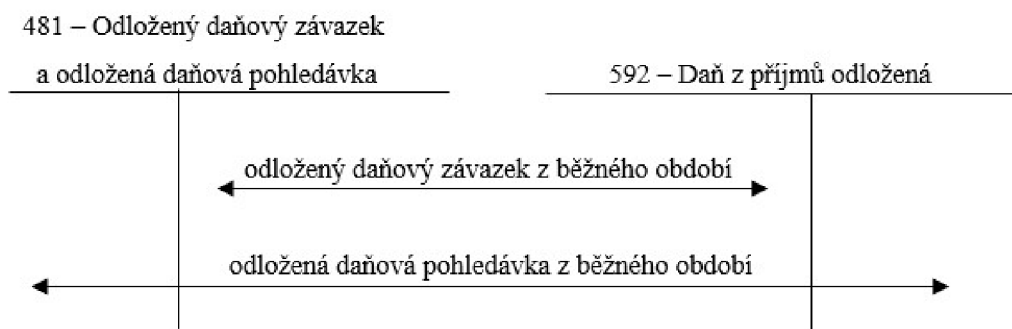 481 – Odložený daňový závazek
a odložená daňová pohledávka
592 – Daň z příjmů odložená
odložený daňový závazek z běžného období
odložená daňová pohledávka z běžného období